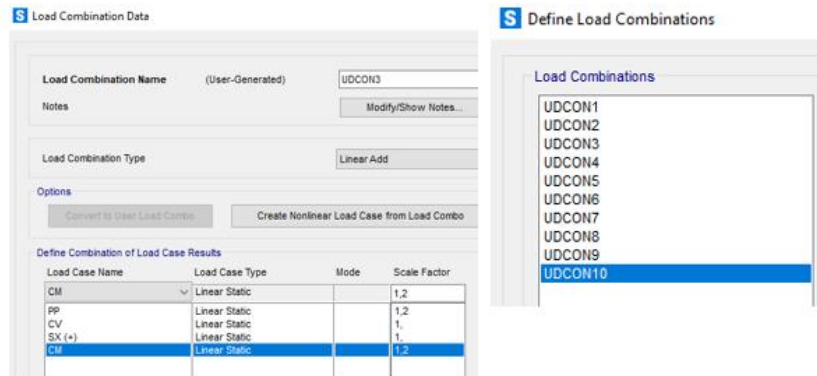 Load Combination Data
Load Combination Name (User-Generated) UDCON3
Notes Modify/Show Notes...
Load Combination Type Linear Add
Options
Convert to User Load Combo Create Nonlinear Load Case from Load Combo
Define Combination of Load Case Results
Load Case Name Load Case Type Mode Scale Factor
CM Linear Static 1,2
PP Linear Static 1,2
CV Linear Static 1,
SX (+) Linear Static 1,
CM Linear Static 1,2
Define Load Combinations
Load Combinations
UDCON1
UDCON2
UDCON3
UDCON4
UDCON5
UDCON6
UDCON7
UDCON8
UDCON9
UDCON10